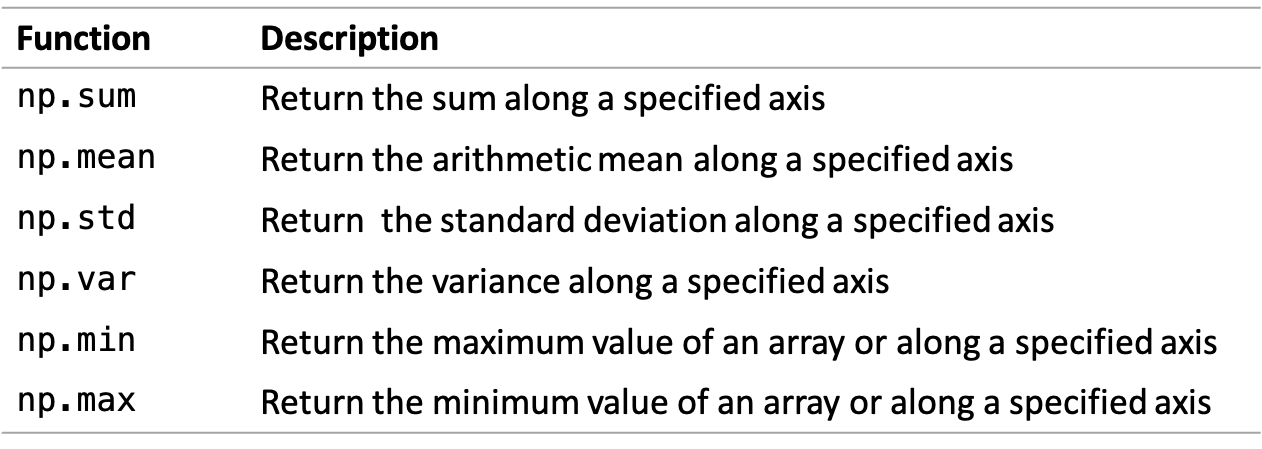 Function Description
np.sum Return the sum along a specified axis
np.mean Return the arithmetic mean along a specified axis
np.std Return the standard deviation along a specified axis
np.var Return the variance along a specified axis
np.min Return the maximum value of an array or along a specified axis
np.max Return the minimum value of an array or along a specified axis